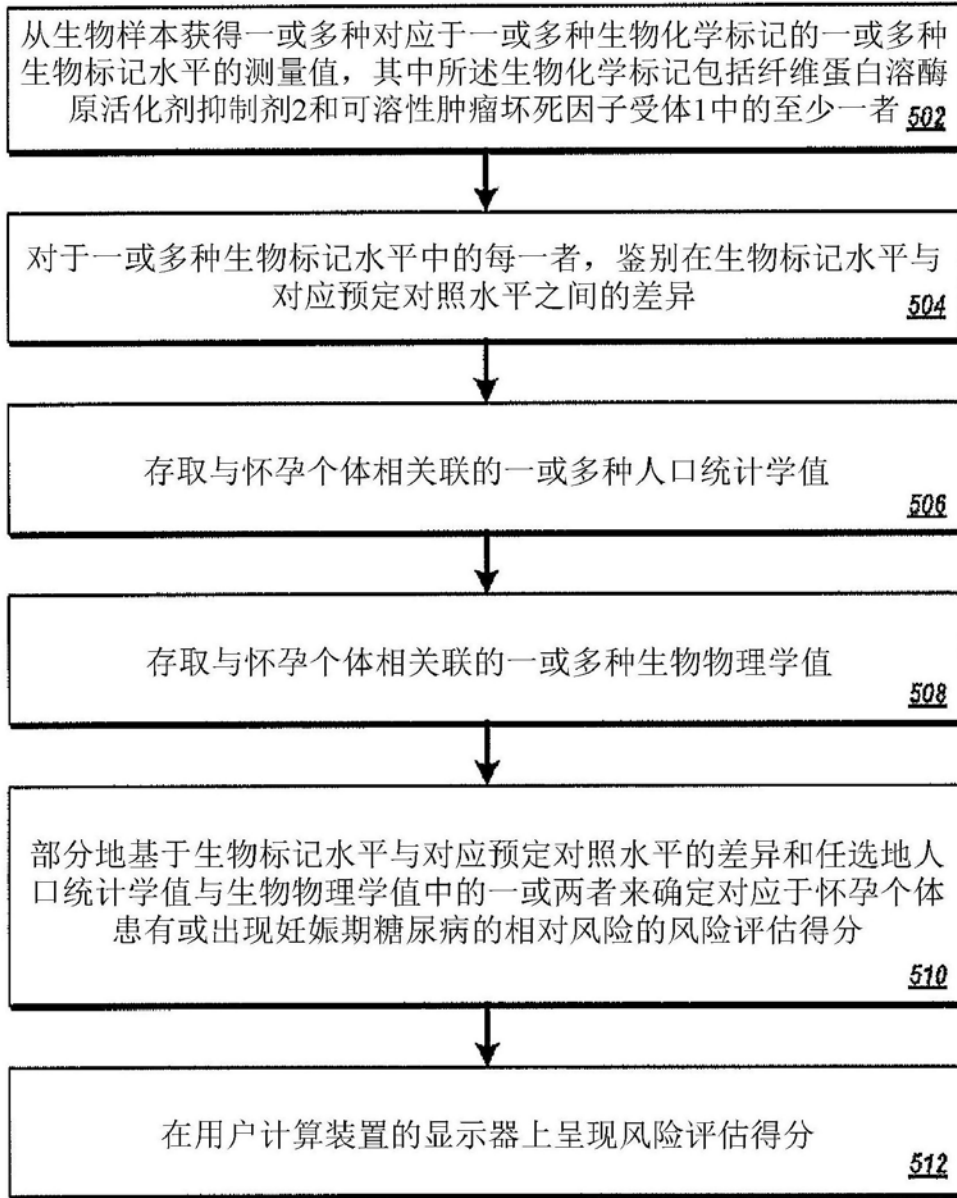 从生物样本获得一或多种对应于一或多种生物化学标记的一或多种
生物标记水平的测量值，其中所述生物化学标记包括纤维蛋白溶酶
原活化剂抑制剂2和可溶性肿瘤坏死因子受体1中的至少一者 502
对于一或多种生物标记水平中的每一者，鉴别在生物标记水平与
对应预定对照水平之间的差异
504
存取与怀孕个体相关联的一或多种人口统计学值
506
存取与怀孕个体相关联的一或多种生物物理学值
508
部分地基于生物标记水平与对应预定对照水平的差异和任选地人
口统计学值与生物物理学值中的一或两者来确定对应于怀孕个体
患有或出现妊娠期糖尿病的相对风险的风险评估得分
510
在用户计算装置的显示器上呈现风险评估得分
512